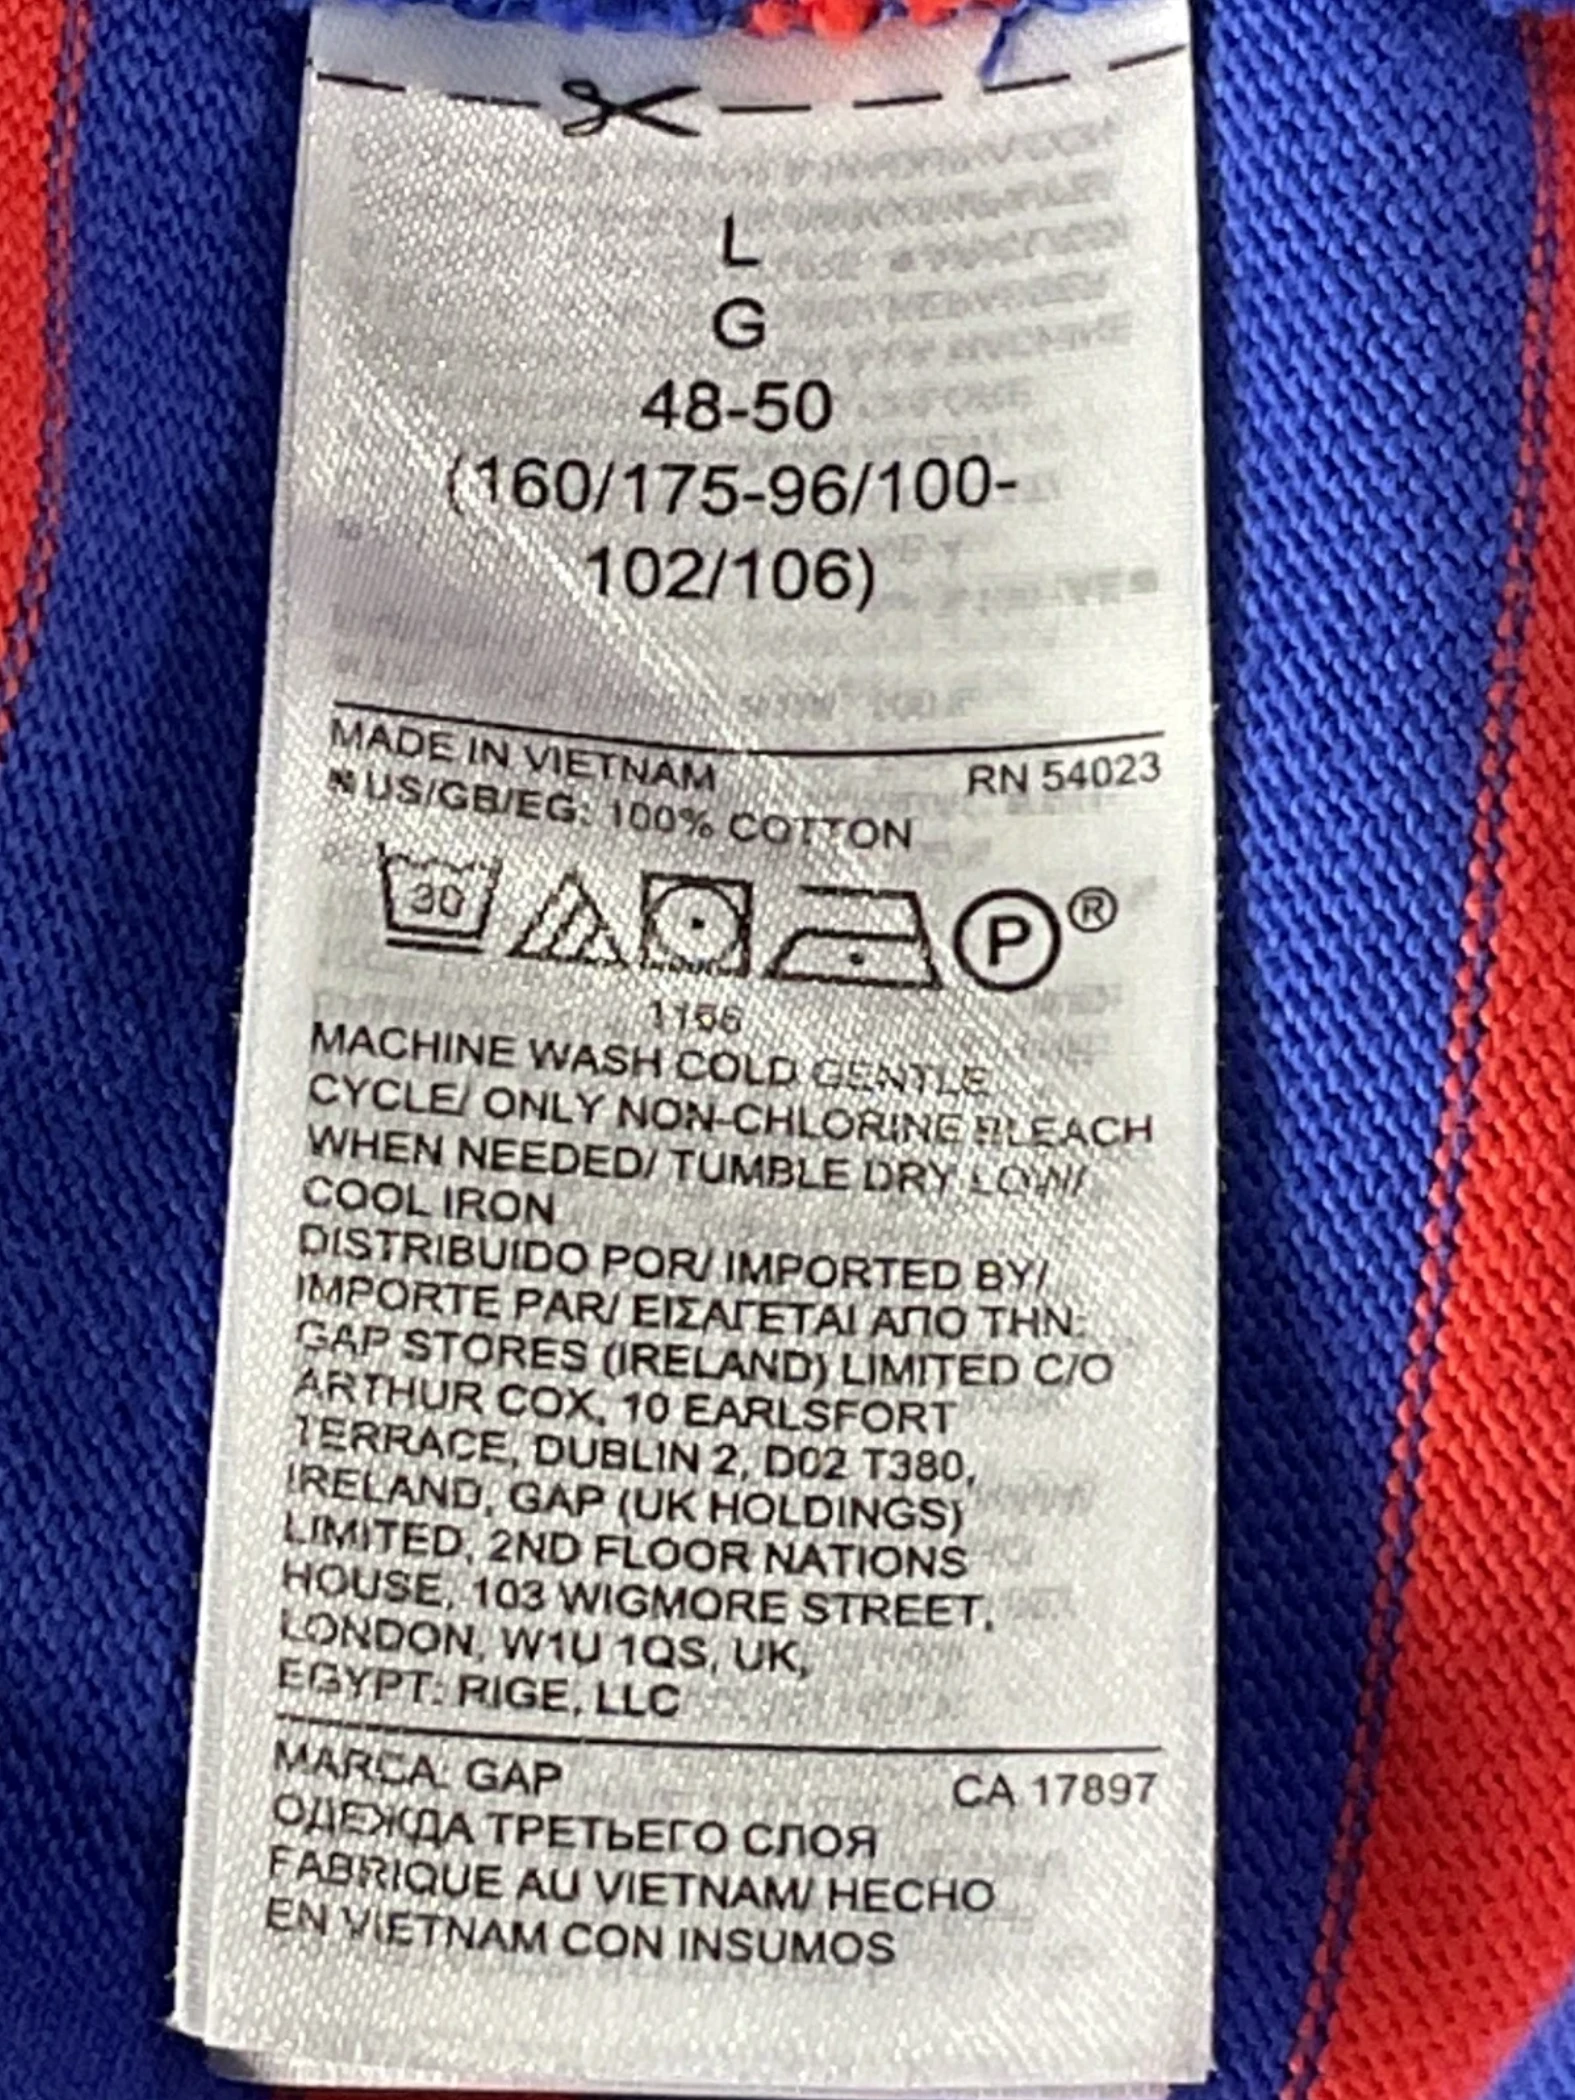 L
G
48-50
(160/175-96/100-
102/106)
MADE IN VIETNAM RN 54023
US/GB/EG: 100% COTTON
30 P ®
1156
MACHINE WASH COLD GENTLE
CYCLE/ ONLY NON-CHLORINE BLEACH
WHEN NEEDED/ TUMBLE DRY LOW/
COOL IRON
DISTRIBUIDO POR/ IMPORTED BY/
IMPORTE PAR/ ΕΙΣΑΓΕΤΑΙ ΑΠΟ ΤΗΝ:
GAP STORES (IRELAND) LIMITED C/O
ARTHUR COX, 10 EARLSFORT
TERRACE, DUBLIN 2, D02 T380,
IRELAND, GAP (UK HOLDINGS)
LIMITED, 2ND FLOOR NATIONS
HOUSE, 103 WIGMORE STREET,
LONDON, W1U 1QS, UK,
EGYPT: RIGE, LLC
MARCA: GAP CA 17897
ОДЕЖДА ТРЕТЬЕГО СЛОЯ
FABRIQUE AU VIETNAM/ HECHO
EN VIETNAM CON INSUMOS